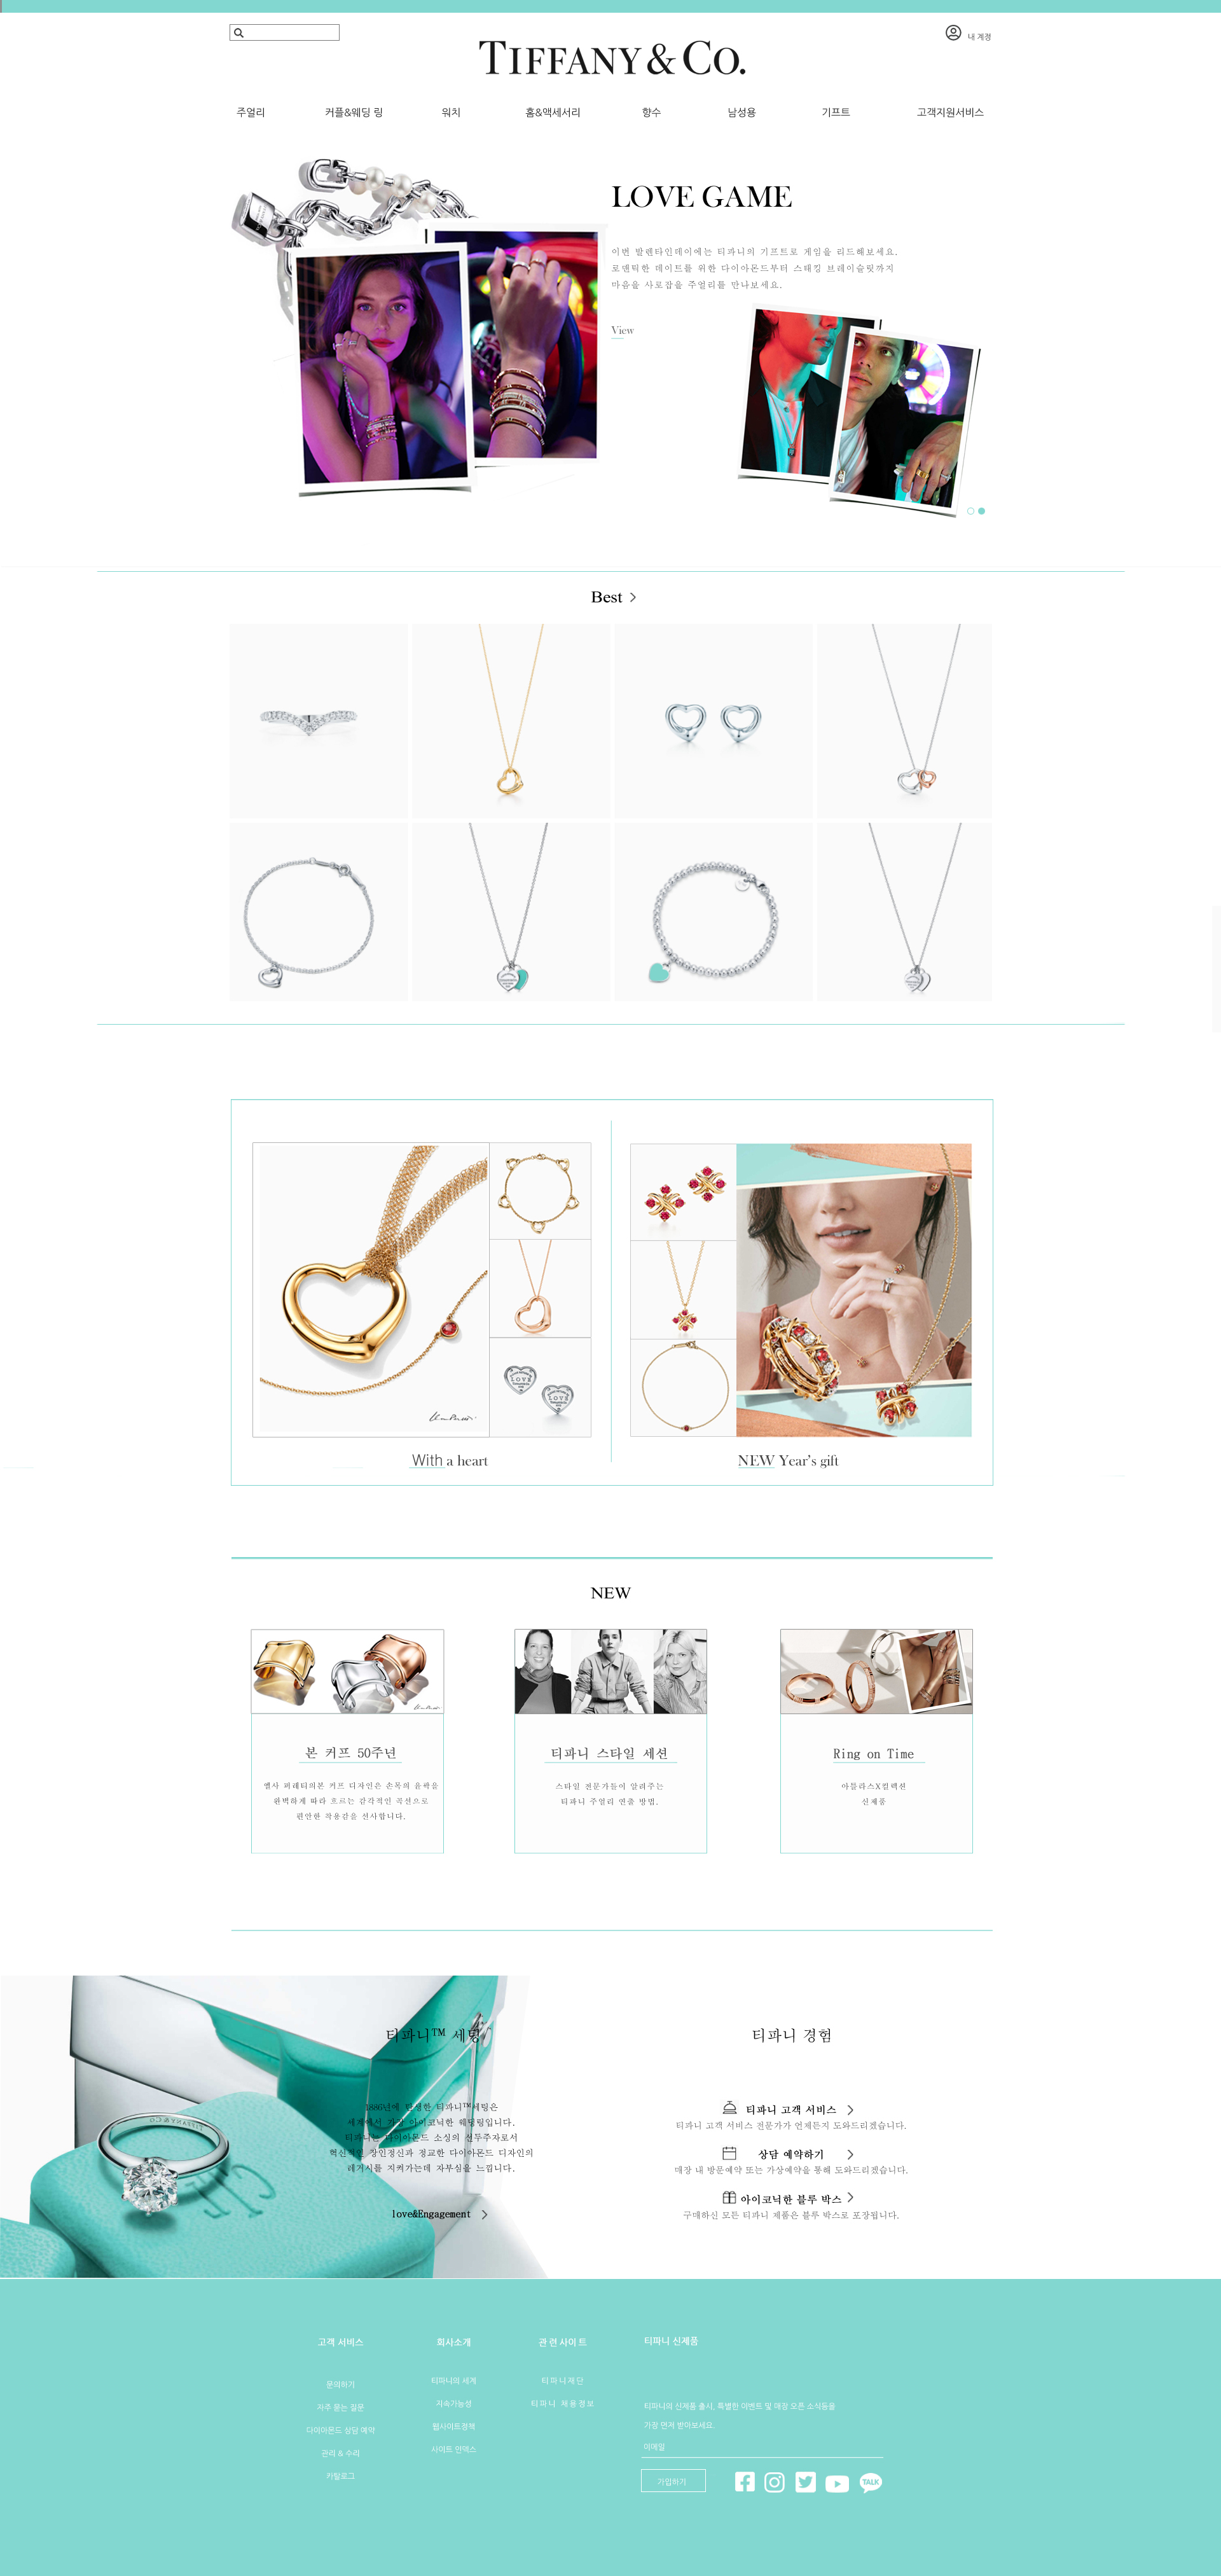 내 계정
TIFFANY & CO.
주얼리 커플&웨딩 링 워치 홈&액세서리 향수 남성용 기프트 고객지원서비스
LOVE GAME
이번 발렌타인데이에는 티파니의 기프트로 게임을 리드해보세요.
로맨틱한 데이트를 위한 다이아몬드부터 스태킹 브레이슬릿까지
마음을 사로잡을 주얼리를 만나보세요.
View
Best >
With a heart
NEW Year's gift
NEW
본 커프 50주년
엘사 퍼레티의본 커프 디자인은 손목의 윤곽을
완벽하게 따라 흐르는 감각적인 곡선으로
편안한 착용감을 선사합니다.
티파니 스타일 세션
스타일 전문가들이 알려주는
티파니 주얼리 연출 방법.
Ring on Time
아틀라스X컬렉션
신제품
티파니™ 세팅
1886년에 탄생한 티파니™세팅은
세계에서 가장 아이코닉한 웨딩링입니다.
티파니는 다이아몬드 소싱의 선두주자로서
혁신적인 장인정신과 정교한 다이아몬드 디자인의
레거시를 지켜가는데 자부심을 느낍니다.
love&Engagement >
티파니 경험
티파니 고객 서비스 >
티파니 고객 서비스 전문가가 언제든지 도와드리겠습니다.
상담 예약하기 >
매장 내 방문예약 또는 가상예약을 통해 도와드리겠습니다.
아이코닉한 블루 박스 >
구매하신 모든 티파니 제품은 블루 박스로 포장됩니다.
고객 서비스
문의하기
자주 묻는 질문
다이아몬드 상담 예약
관리 & 수리
카탈로그
회사소개
티파니의 세계
지속가능성
웹사이트정책
사이트 인덱스
관련사이트
티파니재단
티파니 채용정보
티파니 신제품
티파니의 신제품 출시, 특별한 이벤트 및 매장 오픈 소식등을
가장 먼저 받아보세요.
이메일
가입하기
TALK